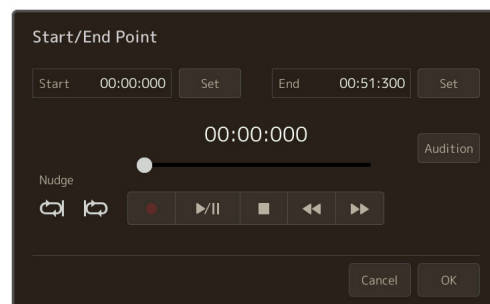 Start/End Point
Start 00:00:000 Set End 00:51:300 Set
00:00:000
Audition
Nudge
Cancel OK